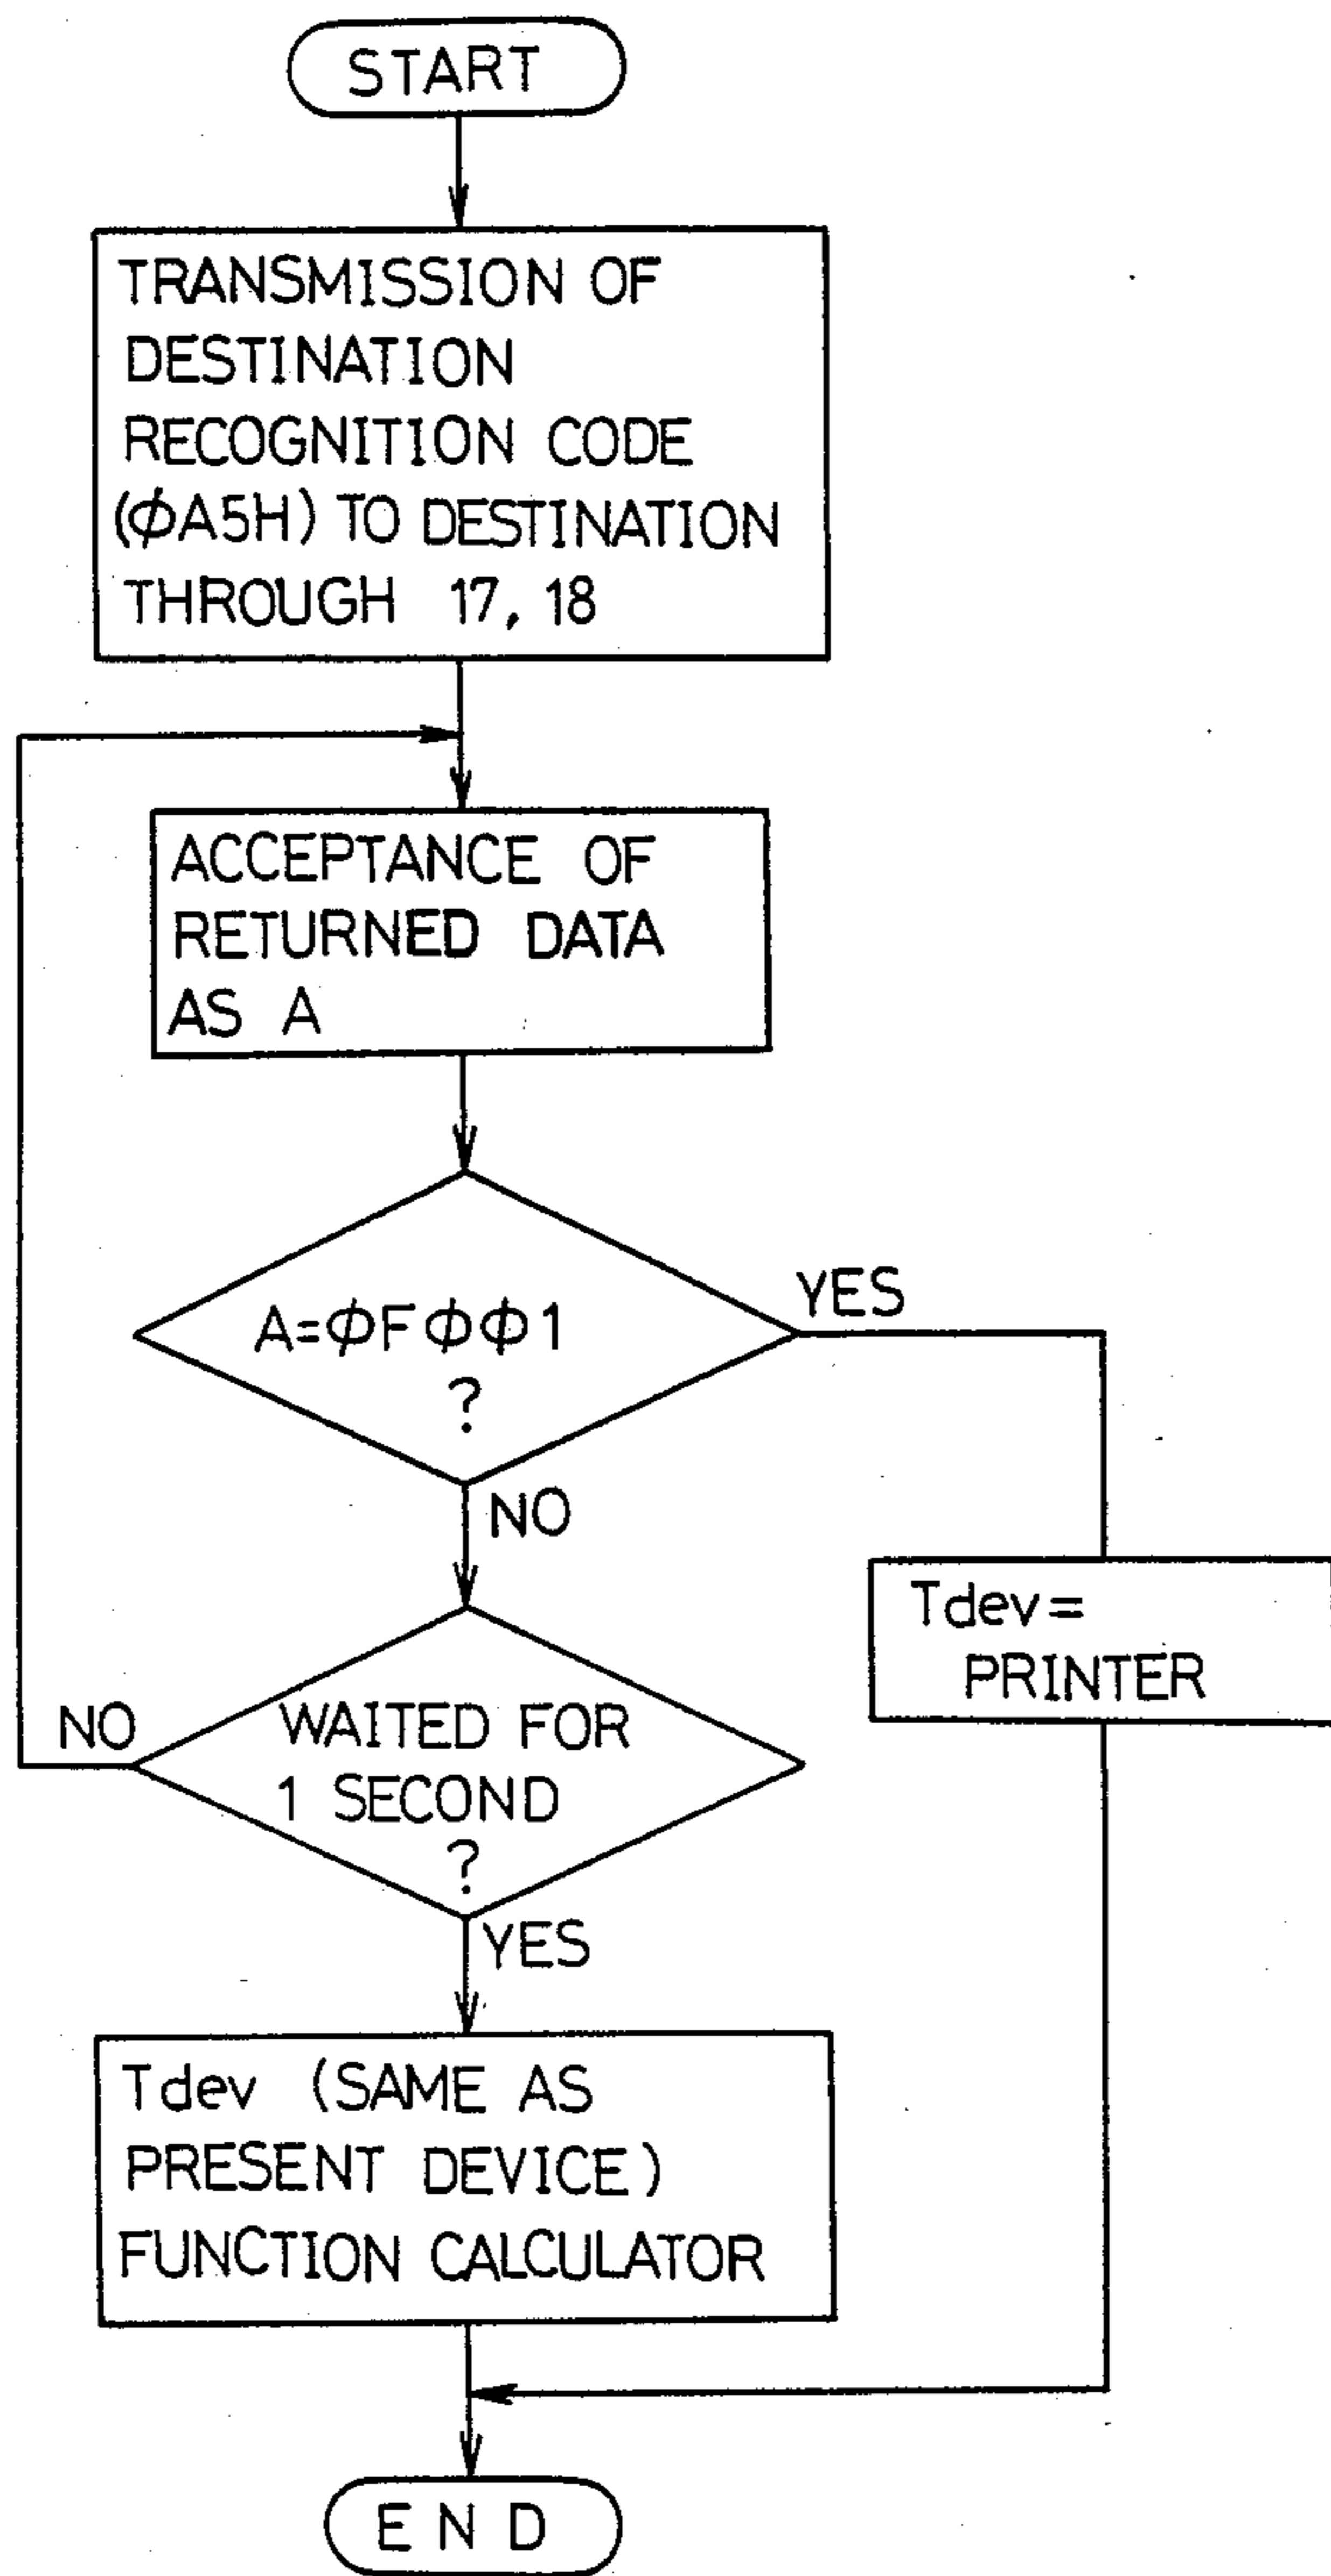 START
TRANSMISSION OF
DESTINATION
RECOGNITION CODE
(ϕA5H) TO DESTINATION
THROUGH 17, 18
ACCEPTANCE OF
RETURNED DATA
AS A
A=ϕFϕϕ1
?
YES
NO
Tdev=
PRINTER
NO
WAITED FOR
1 SECOND
?
YES
Tdev (SAME AS
PRESENT DEVICE)
FUNCTION CALCULATOR
END